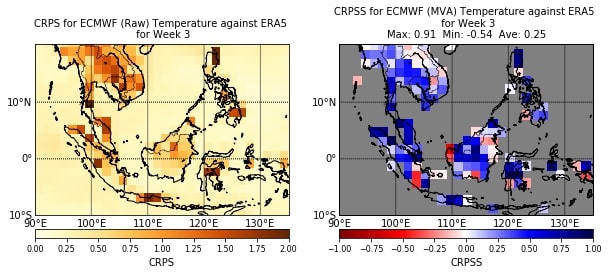 CRPS for ECMWF (Raw) Temperature against ERA5
for Week 3
10°N
0°
10°S
90°E 100°E 110°E 120°E 130°E
0.00 0.25 0.50 0.75 1.00 1.25 1.50 1.75 2.00
CRPS
CRPSS for ECMWF (MVA) Temperature against ERA5
for Week 3
Max: 0.91 Min: -0.54 Ave: 0.25
10°N
0°
10°S
90°E 100°E 110°E 120°E 130°E
−1.00 −0.75 −0.50 −0.25 0.00 0.25 0.50 0.75 1.00
CRPSS